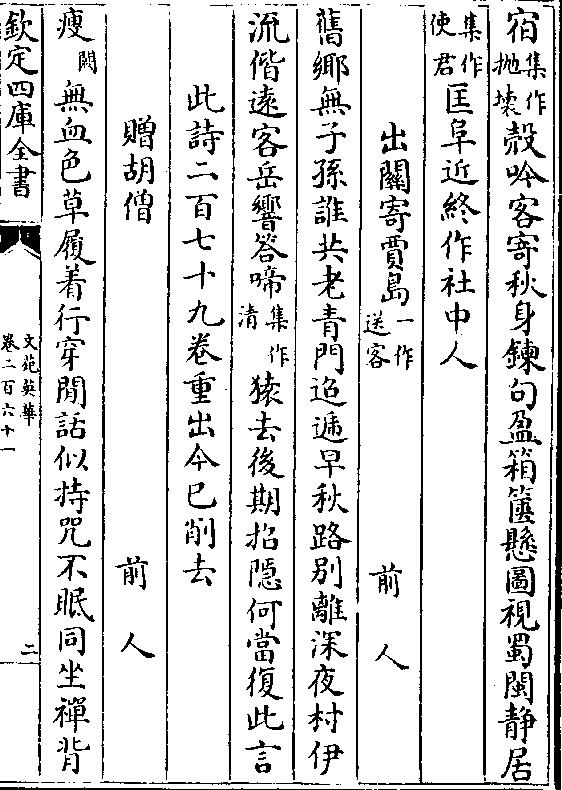 宿集作抛壊殻吟客寄秋身鍊句盈箱篋懸圖視蜀閩静居
集作使君匡阜近終作社中人
出關寄賈島一作送客 前人
舊鄉無子孫誰共老青門迢遞早秋路别離深夜村伊
流偕遠客岳響答啼集作清猿去後期招隱何當復此言
此詩二百七十九卷重出今已削去
贈胡僧 前人
瘦闕無血色草履着行穿閒話似持咒不眠同坐禪背
欽定四庫全書
文苑英華
卷二百六十一
二